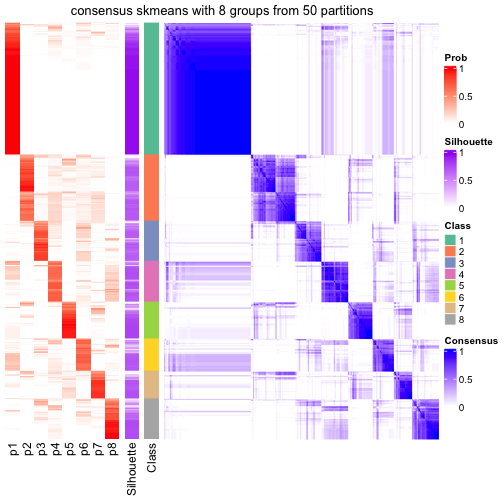 consensus skmeans with 8 groups from 50 partitions
Prob
1
0.5
0
Silhouette
1
0.5
0
Class
1
2
3
4
5
6
7
8
Consensus
1
0.5
0
p1
p2
p3
p4
p5
p6
p7
p8
Silhouette
Class